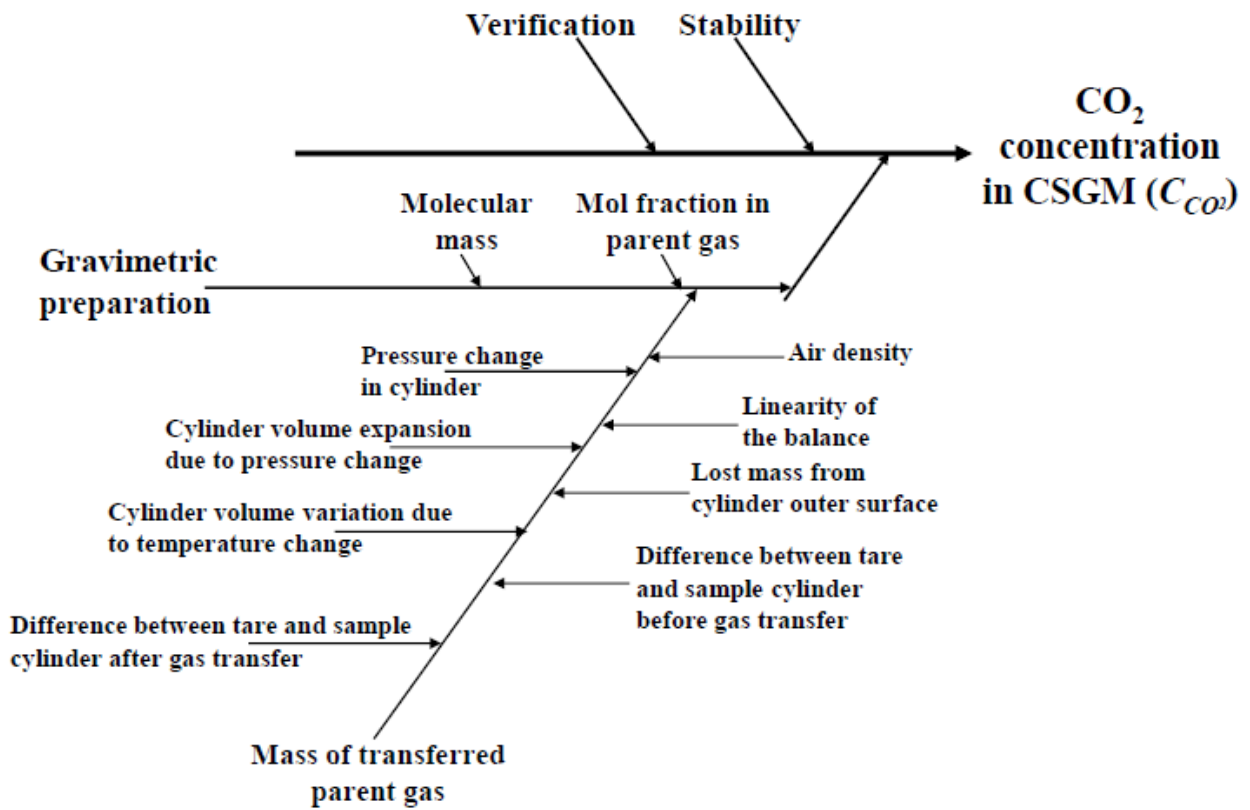 Verification
Stability
CO₂
concentration
in CSGM (C_CO²)
Molecular
mass
Mol fraction in
parent gas
Gravimetric
preparation
Pressure change
in cylinder
Air density
Linearity of
the balance
Cylinder volume expansion
due to pressure change
Lost mass from
cylinder outer surface
Cylinder volume variation due
to temperature change
Difference between tare
and sample cylinder
before gas transfer
Difference between tare and sample
cylinder after gas transfer
Mass of transferred
parent gas